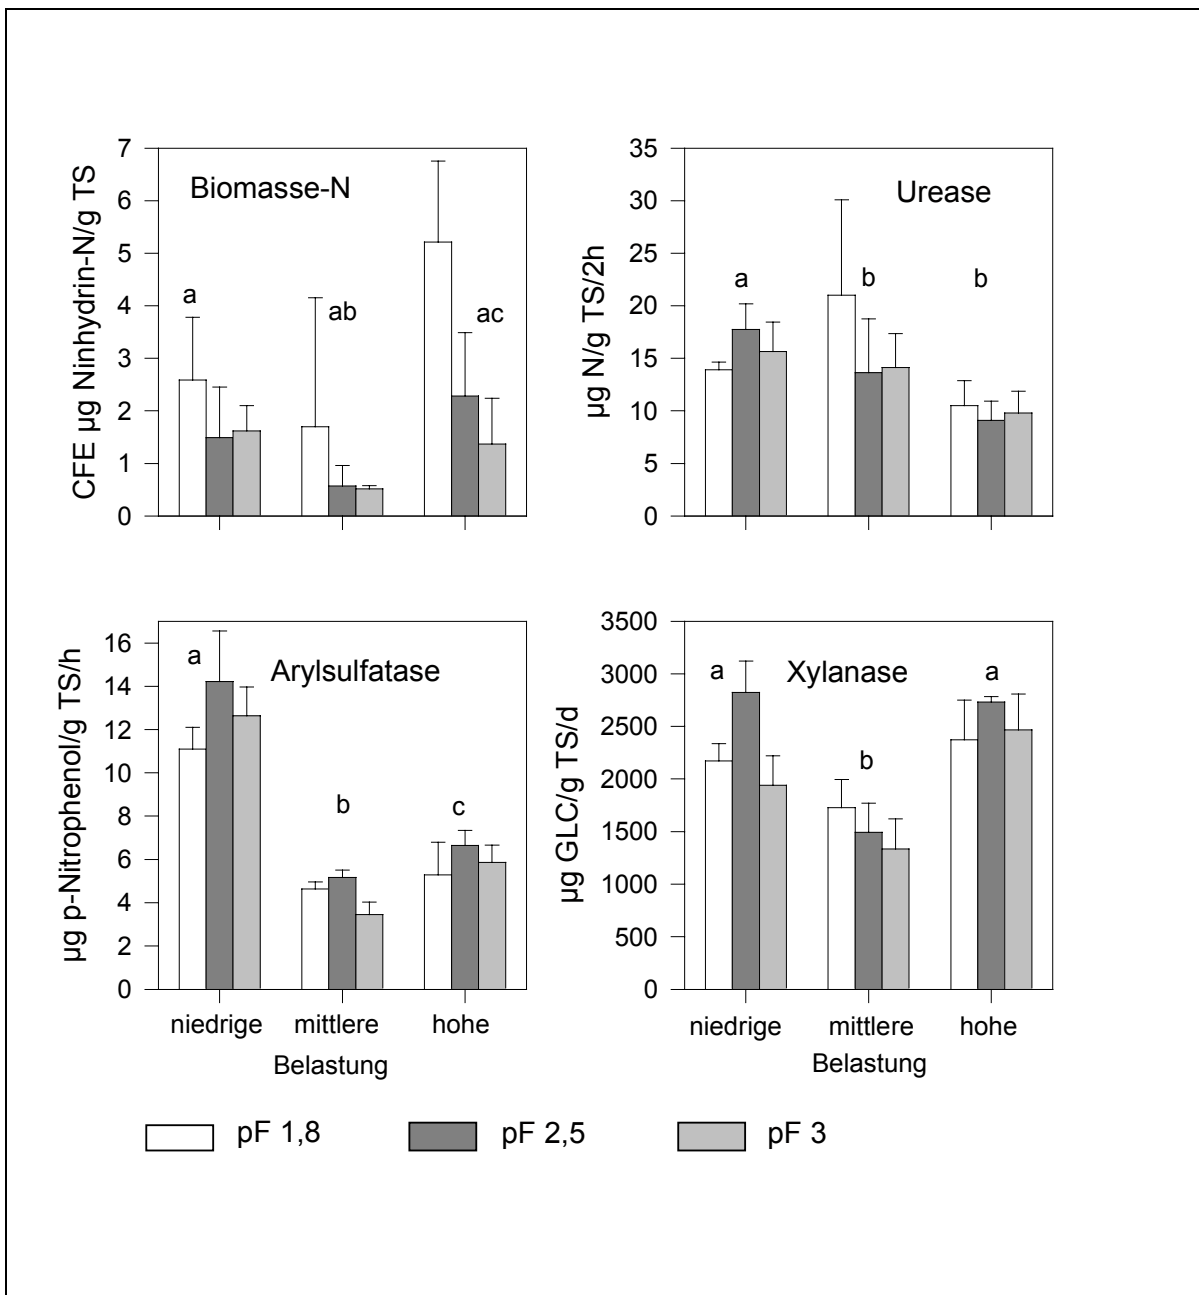 CFE µg Ninhydrin-N/g TS
7
6
5
4
3
2
1
0
Biomasse-N
a
ab
ac
µg N/g TS/2h
35
30
25
20
15
10
5
0
Urease
a
b
b
µg p-Nitrophenol/g TS/h
16
14
12
10
8
6
4
2
0
Arylsulfatase
a
b
c
niedrige mittlere hohe
Belastung
µg GLC/g TS/d
3500
3000
2500
2000
1500
1000
500
0
Xylanase
a
b
a
niedrige mittlere hohe
Belastung
pF 1,8 pF 2,5 pF 3